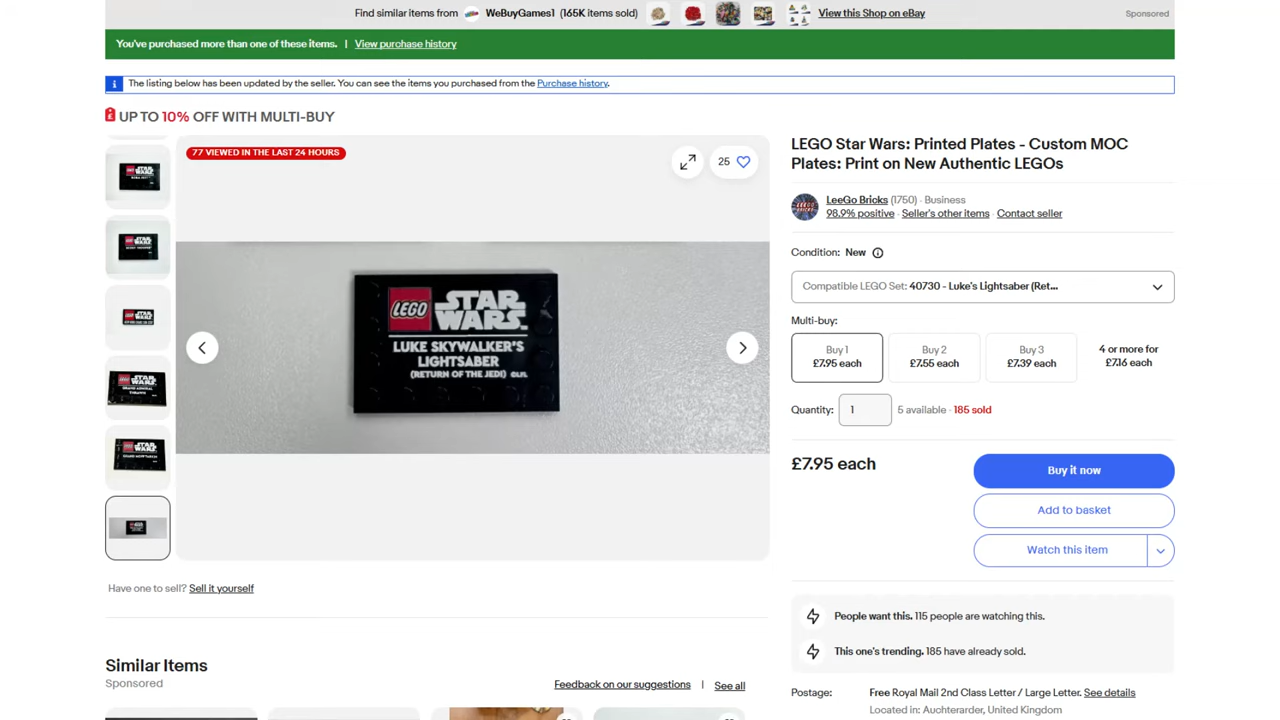 Find similar items from WeBuyGames1 (165K items sold) View this Shop on eBay Sponsored
You've purchased more than one of these items. | View purchase history
The listing below has been updated by the seller. You can see the items you purchased from the Purchase history.
UP TO 10% OFF WITH MULTI-BUY
77 VIEWED IN THE LAST 24 HOURS
25
LEGO
STAR
WARS
LUKE SKYWALKER'S
LIGHTSABER
(RETURN OF THE JEDI)
Have one to sell? Sell it yourself
Similar Items
Sponsored
Feedback on our suggestions | See all
LEGO Star Wars: Printed Plates - Custom MOC
Plates: Print on New Authentic LEGOs
LeeGo Bricks (1750) · Business
98.9% positive · Seller's other items · Contact seller
Condition: New
Compatible LEGO Set: 40730 - Luke's Lightsaber (Ret...
Multi-buy:
Buy 1
£7.95 each
Buy 2
£7.55 each
Buy 3
£7.39 each
4 or more for
£7.16 each
Quantity: 1 5 available · 185 sold
£7.95 each
Buy it now
Add to basket
Watch this item
People want this. 115 people are watching this.
This one's trending. 185 have already sold.
Postage: Free Royal Mail 2nd Class Letter / Large Letter. See details
Located in: Auchterarder, United Kingdom